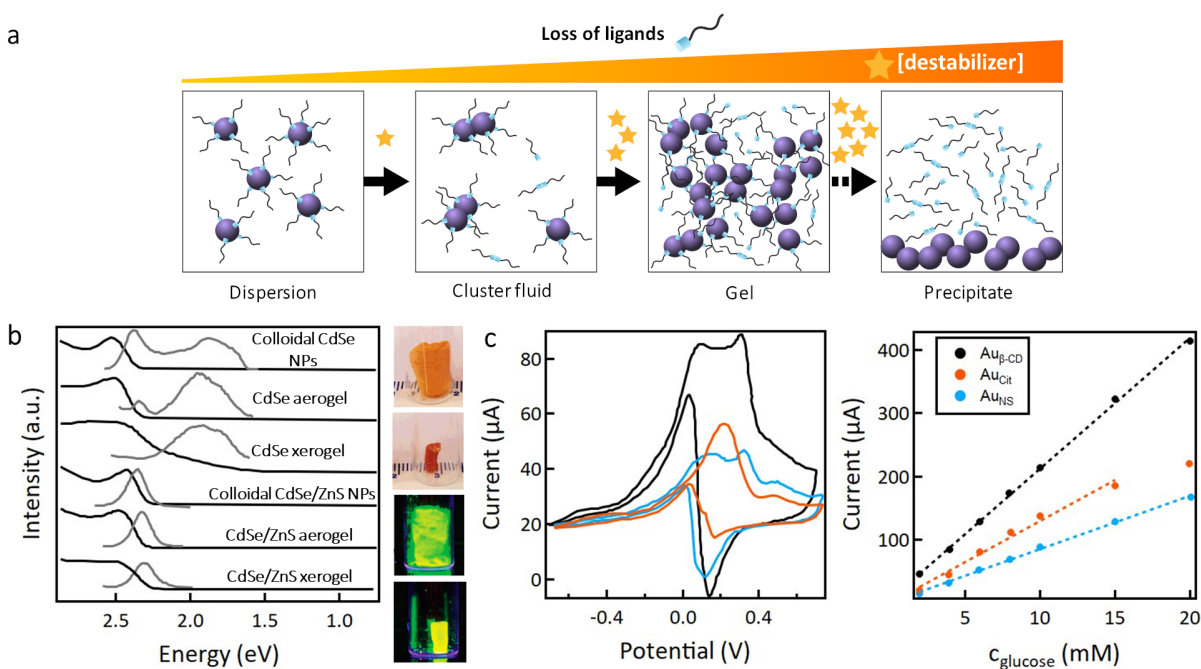 a
Loss of ligands
[destabilizer]
Dispersion
Cluster fluid
Gel
Precipitate
b
Intensity (a.u.)
Colloidal CdSe
NPs
CdSe aerogel
CdSe xerogel
Colloidal CdSe/ZnS NPs
CdSe/ZnS aerogel
CdSe/ZnS xerogel
2.5 2.0 1.5 1.0
Energy (eV)
c
Current (µA)
80
60
40
20
0
-0.4 0.0 0.4
Potential (V)
Current (µA)
400
300
200
100
Auβ-CD
AuCit
AuNS
5 10 15 20
cglucose (mM)